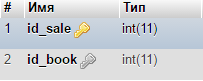 # Имя Тип
1 id_sale int(11)
2 id_book int(11)